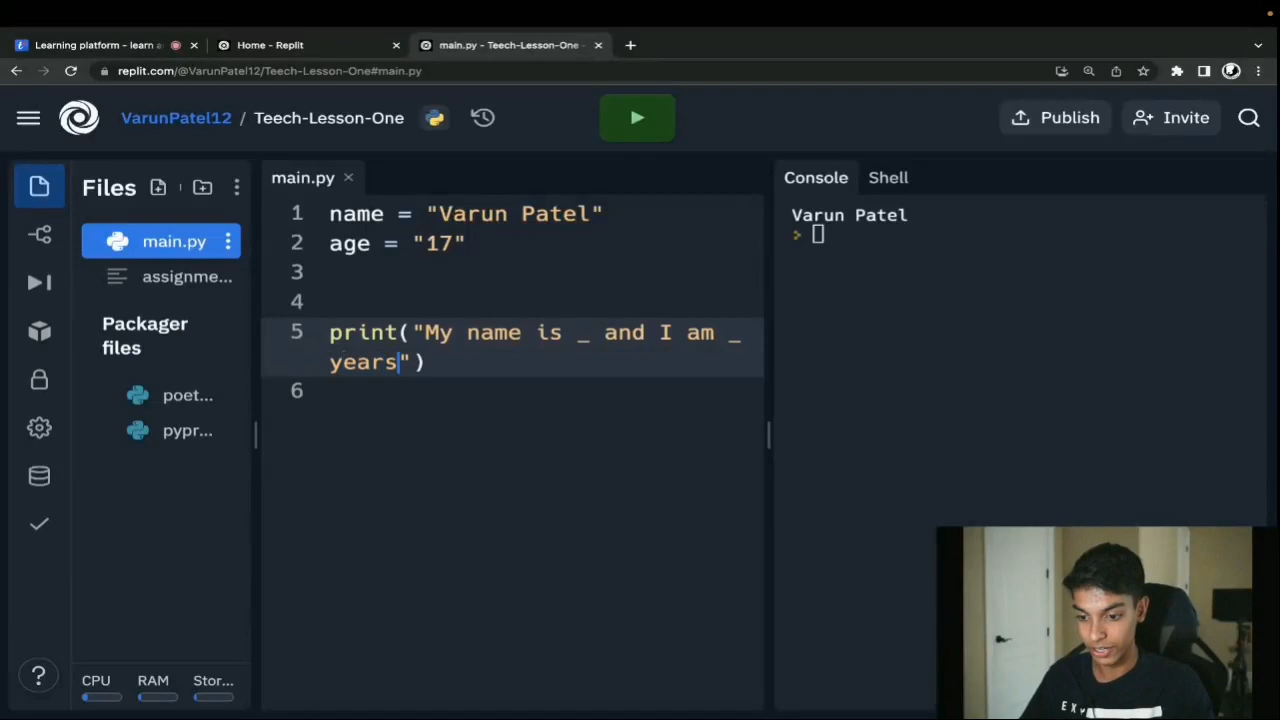 Learning platform - learn a
Home - Replit
main.py - Teech-Lesson-One -
replit.com/@VarunPatel12/Teech-Lesson-One#main.py
VarunPatel12 / Teech-Lesson-One
Publish
Invite
Files
main.py
assignme...
Packager
files
poet...
pypr...
CPU RAM Stor...
?
main.py
1 name = "Varun Patel"
2 age = "17"
3
4
5 print("My name is _ and I am _
years")
6
Console Shell
Varun Patel
EX